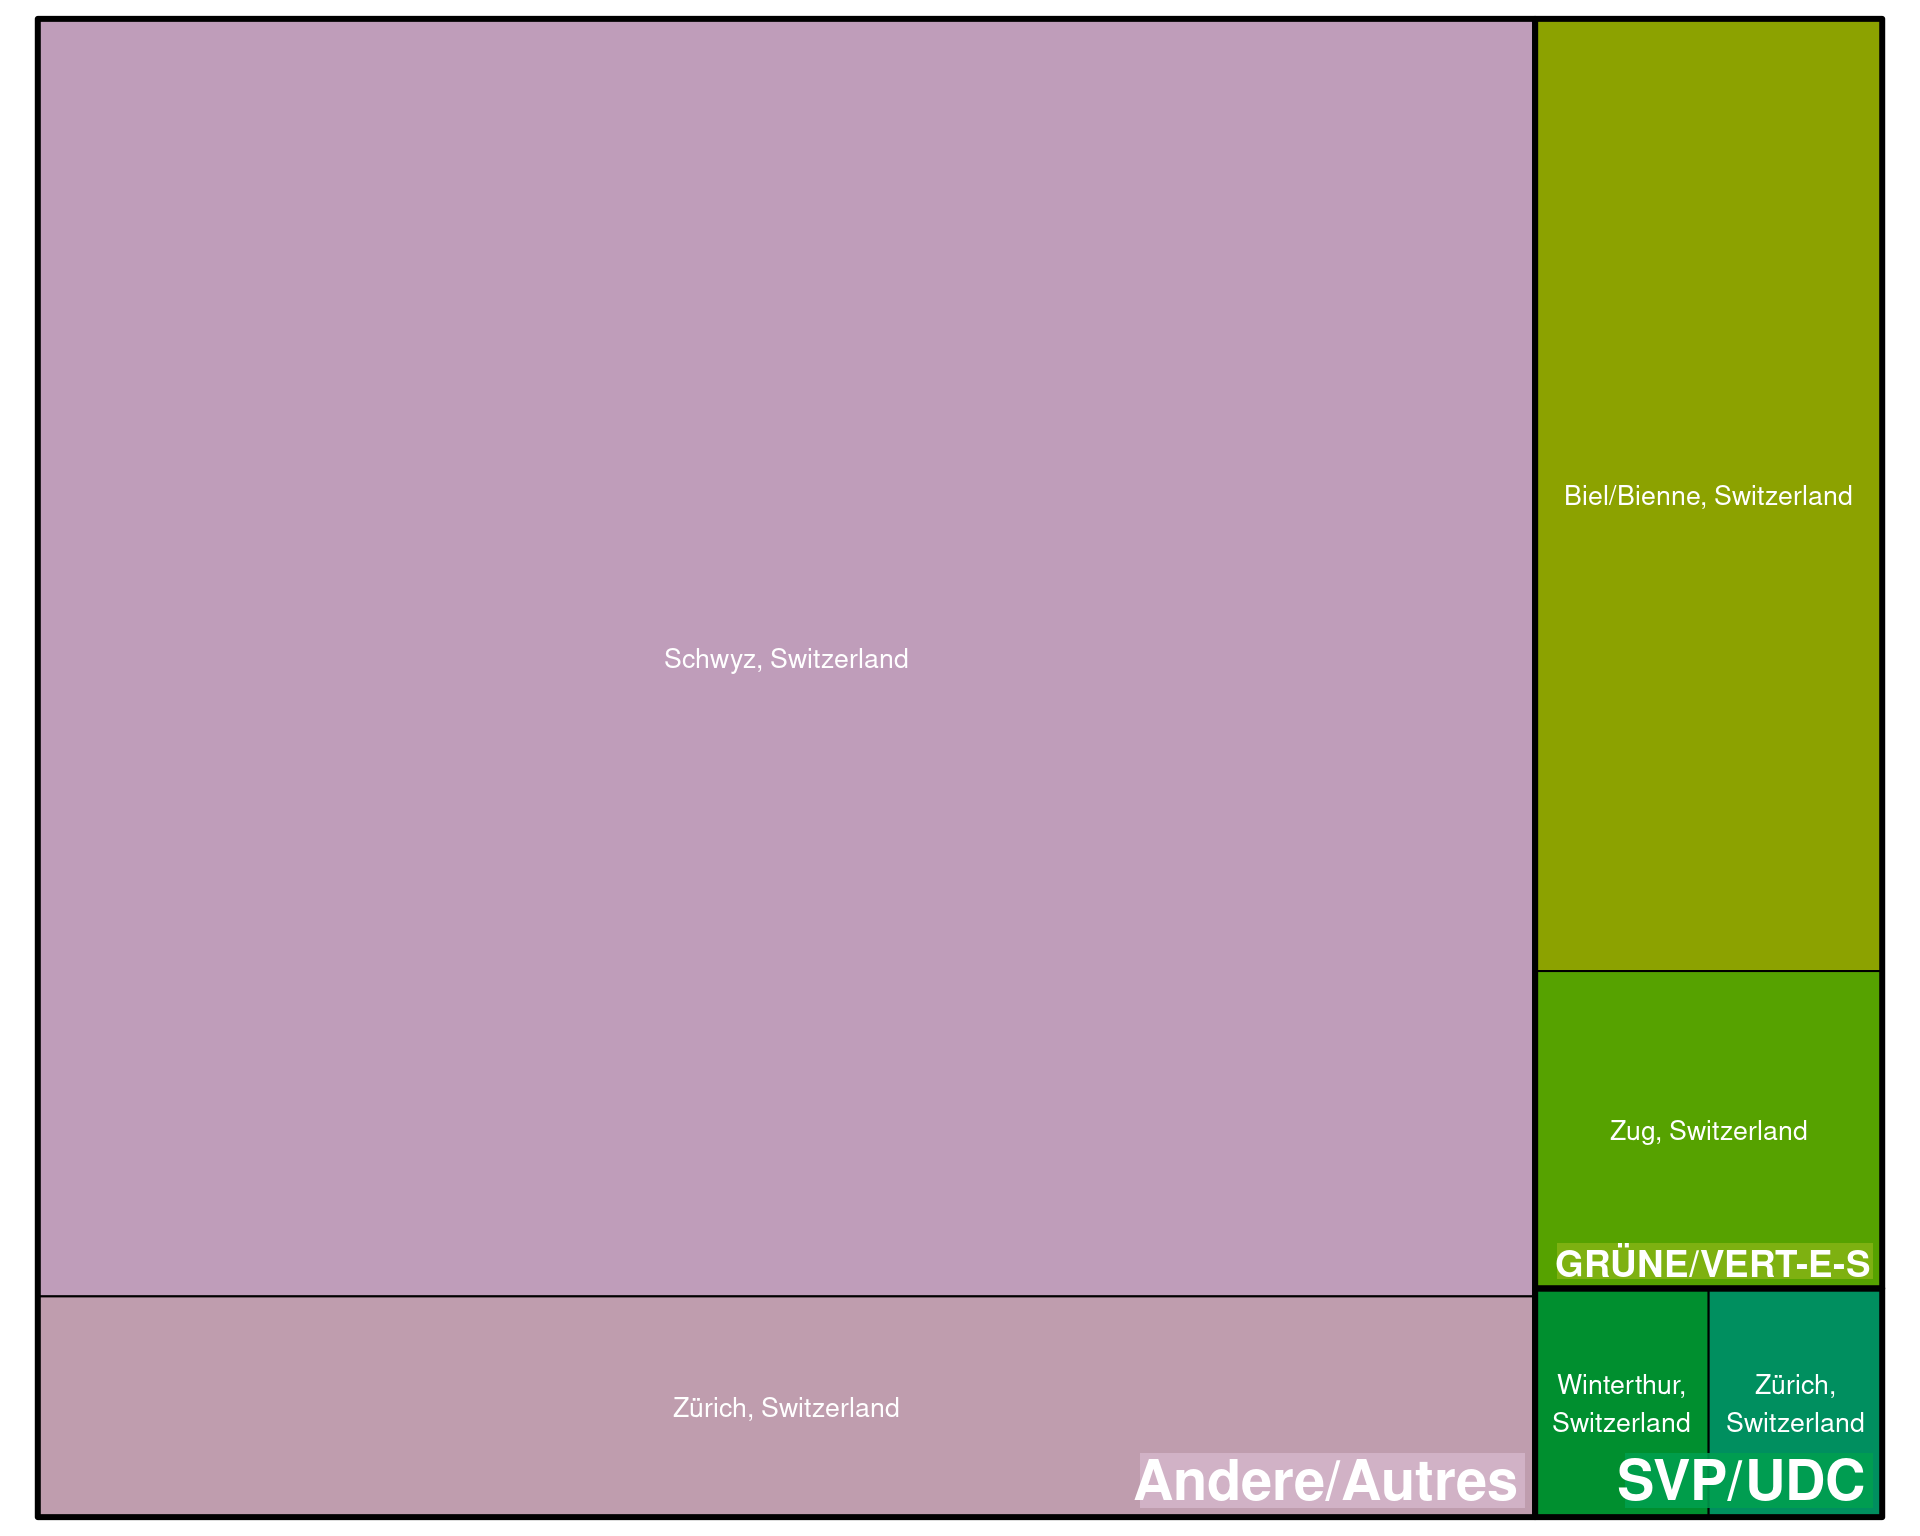 Schwyz, Switzerland
Zürich, Switzerland
Andere/Autres
Biel/Bienne, Switzerland
Zug, Switzerland
GRÜNE/VERT-E-S
Winterthur,
Switzerland
Zürich,
Switzerland
SVP/UDC